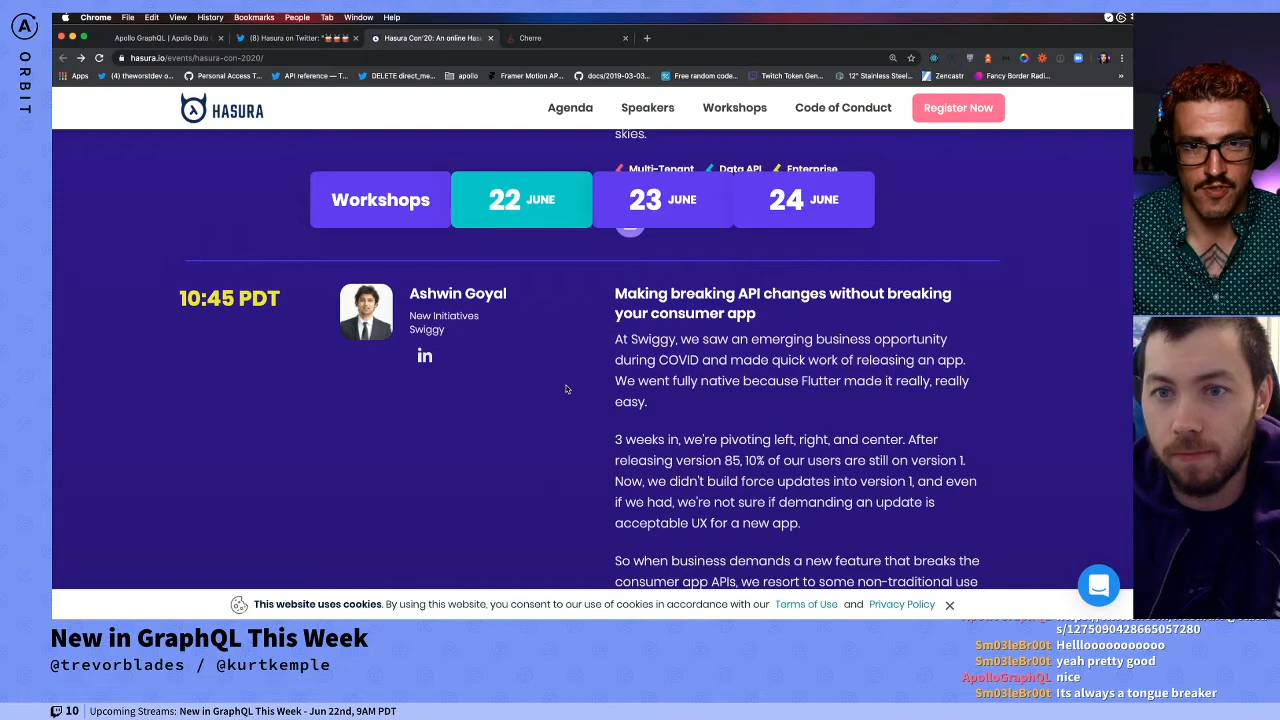 Chrome File Edit View History Bookmarks People Tab Window Help
Apollo GraphQL | Apollo Data G
(8) Hasura on Twitter: "
Hasura Con'20: An online Hasu
Cherre
hasura.io/events/hasura-con-2020/
Apps
(4) theworstdev o
Personal Access T...
API reference — T...
DELETE direct_me...
apollo
Framer Motion AP...
docs/2019-03-03...
Free random code...
Twitch Token Gen...
12" Stainless Steel...
Zencastr
Fancy Border Radi...
A
ORBIT
HASURA
Agenda Speakers Workshops Code of Conduct Register Now
skies.
Multi-Tenant Data API Enterprise
Workshops 22 JUNE 23 JUNE 24 JUNE
10:45 PDT
Ashwin Goyal
New Initiatives
Swiggy
in
Making breaking API changes without breaking
your consumer app
At Swiggy, we saw an emerging business opportunity
during COVID and made quick work of releasing an app.
We went fully native because Flutter made it really, really
easy.
3 weeks in, we're pivoting left, right, and center. After
releasing version 85, 10% of our users are still on version 1.
Now, we didn't build force updates into version 1, and even
if we had, we're not sure if demanding an update is
acceptable UX for a new app.
So when business demands a new feature that breaks the
consumer app APIs, we resort to some non-traditional use
This website uses cookies. By using this website, you consent to our use of cookies in accordance with our Terms of Use and Privacy Policy
New in GraphQL This Week
@trevorblades / @kurtkemple
s/1275090428665057280
Sm03leBr00t Hellloooooooooo
Sm03leBr00t yeah pretty good
ApolloGraphQL nice
Sm03leBr00t Its always a tongue breaker
10 Upcoming Streams: New in GraphQL This Week - Jun 22nd, 9AM PDT